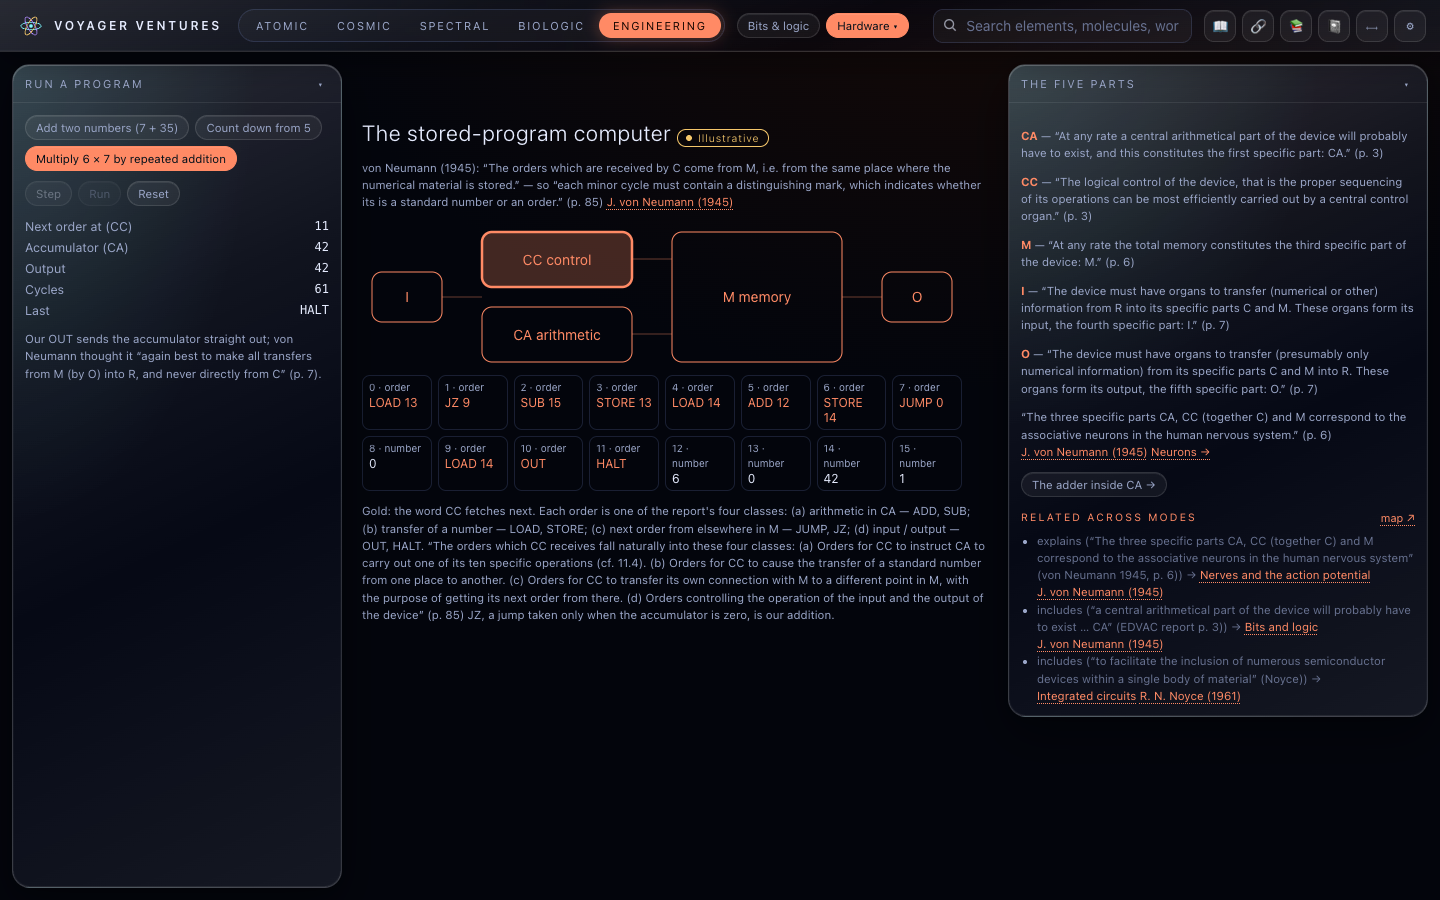 VOYAGER VENTURES
ATOMIC COSMIC SPECTRAL BIOLOGIC ENGINEERING
Bits & logic Hardware
Search elements, molecules, wor
RUN A PROGRAM
Add two numbers (7 + 35) Count down from 5
Multiply 6 × 7 by repeated addition
Step Run Reset
Next order at (CC) 11
Accumulator (CA) 42
Output 42
Cycles 61
Last HALT
Our OUT sends the accumulator straight out; von
Neumann thought it “again best to make all transfers
from M (by O) into R, and never directly from C” (p. 7).
The stored-program computer Illustrative
von Neumann (1945): “The orders which are received by C come from M, i.e. from the same place where the
numerical material is stored.” — so “each minor cycle must contain a distinguishing mark, which indicates whether
its is a standard number or an order.” (p. 85) J. von Neumann (1945)
CC control
I
M memory
O
CA arithmetic
0 · order 1 · order 2 · order 3 · order 4 · order 5 · order 6 · order 7 · order
LOAD 13 JZ 9 SUB 15 STORE 13 LOAD 14 ADD 12 STORE JUMP 0
14
8 · number 9 · order 10 · order 11 · order 12 · 13 · 14 · 15 ·
0 LOAD 14 OUT HALT number number number number
6 0 42 1
Gold: the word CC fetches next. Each order is one of the report's four classes: (a) arithmetic in CA — ADD, SUB;
(b) transfer of a number — LOAD, STORE; (c) next order from elsewhere in M — JUMP, JZ; (d) input / output —
OUT, HALT. “The orders which CC receives fall naturally into these four classes: (a) Orders for CC to instruct CA to
carry out one of its ten specific operations (cf. 11.4). (b) Orders for CC to cause the transfer of a standard number
from one place to another. (c) Orders for CC to transfer its own connection with M to a different point in M, with
the purpose of getting its next order from there. (d) Orders controlling the operation of the input and the output of
the device” (p. 85) JZ, a jump taken only when the accumulator is zero, is our addition.
THE FIVE PARTS
CA — “At any rate a central arithmetical part of the device will probably
have to exist, and this constitutes the first specific part: CA.” (p. 3)
CC — “The logical control of the device, that is the proper sequencing
of its operations can be most efficiently carried out by a central control
organ.” (p. 3)
M — “At any rate the total memory constitutes the third specific part of
the device: M.” (p. 6)
I — “The device must have organs to transfer (numerical or other)
information from R into its specific parts C and M. These organs form its
input, the fourth specific part: I.” (p. 7)
O — “The device must have organs to transfer (presumably only
numerical information) from its specific parts C and M into R. These
organs form its output, the fifth specific part: O.” (p. 7)
“The three specific parts CA, CC (together C) and M correspond to the
associative neurons in the human nervous system.” (p. 6)
J. von Neumann (1945) Neurons →
The adder inside CA →
RELATED ACROSS MODES map ↗
• explains (“The three specific parts CA, CC (together C) and M
correspond to the associative neurons in the human nervous system”
(von Neumann 1945, p. 6)) → Nerves and the action potential
J. von Neumann (1945)
• includes (“a central arithmetical part of the device will probably have
to exist … CA” (EDVAC report p. 3)) → Bits and logic
J. von Neumann (1945)
• includes (“to facilitate the inclusion of numerous semiconductor
devices within a single body of material” (Noyce)) →
Integrated circuits R. N. Noyce (1961)